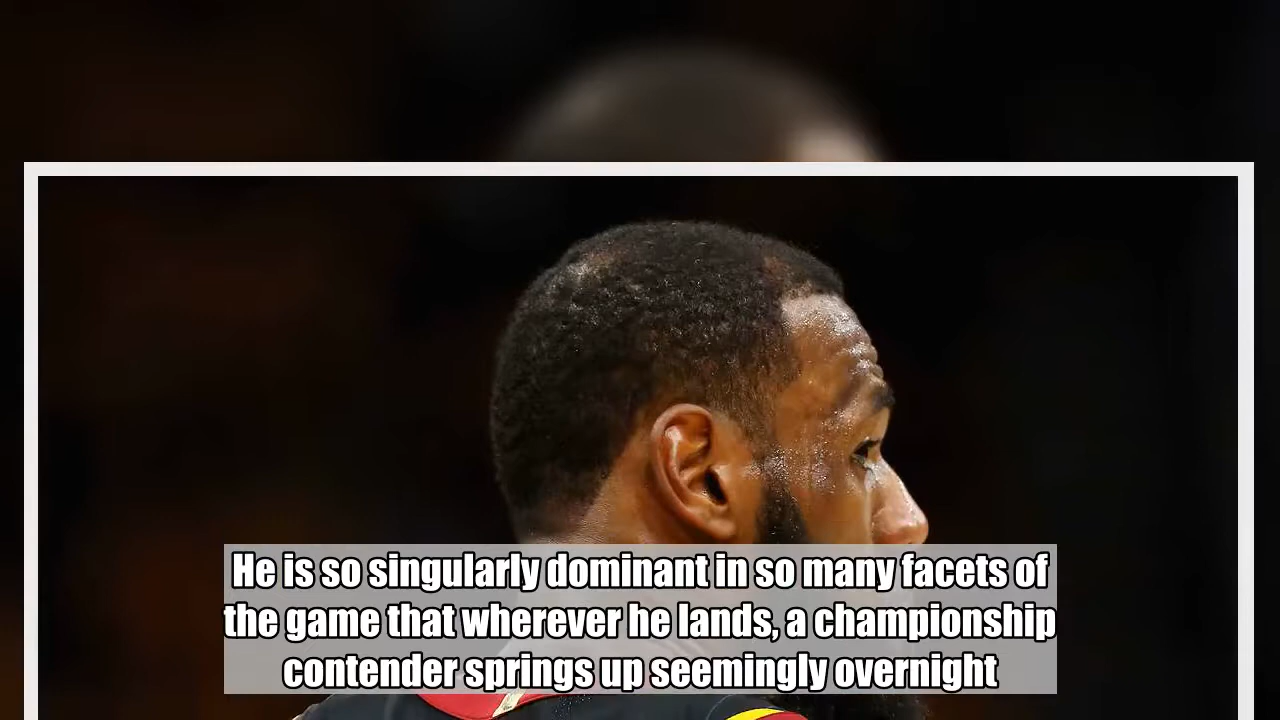 He is so singularly dominant in so many facets of
the game that wherever he lands, a championship
contender springs up seemingly overnight